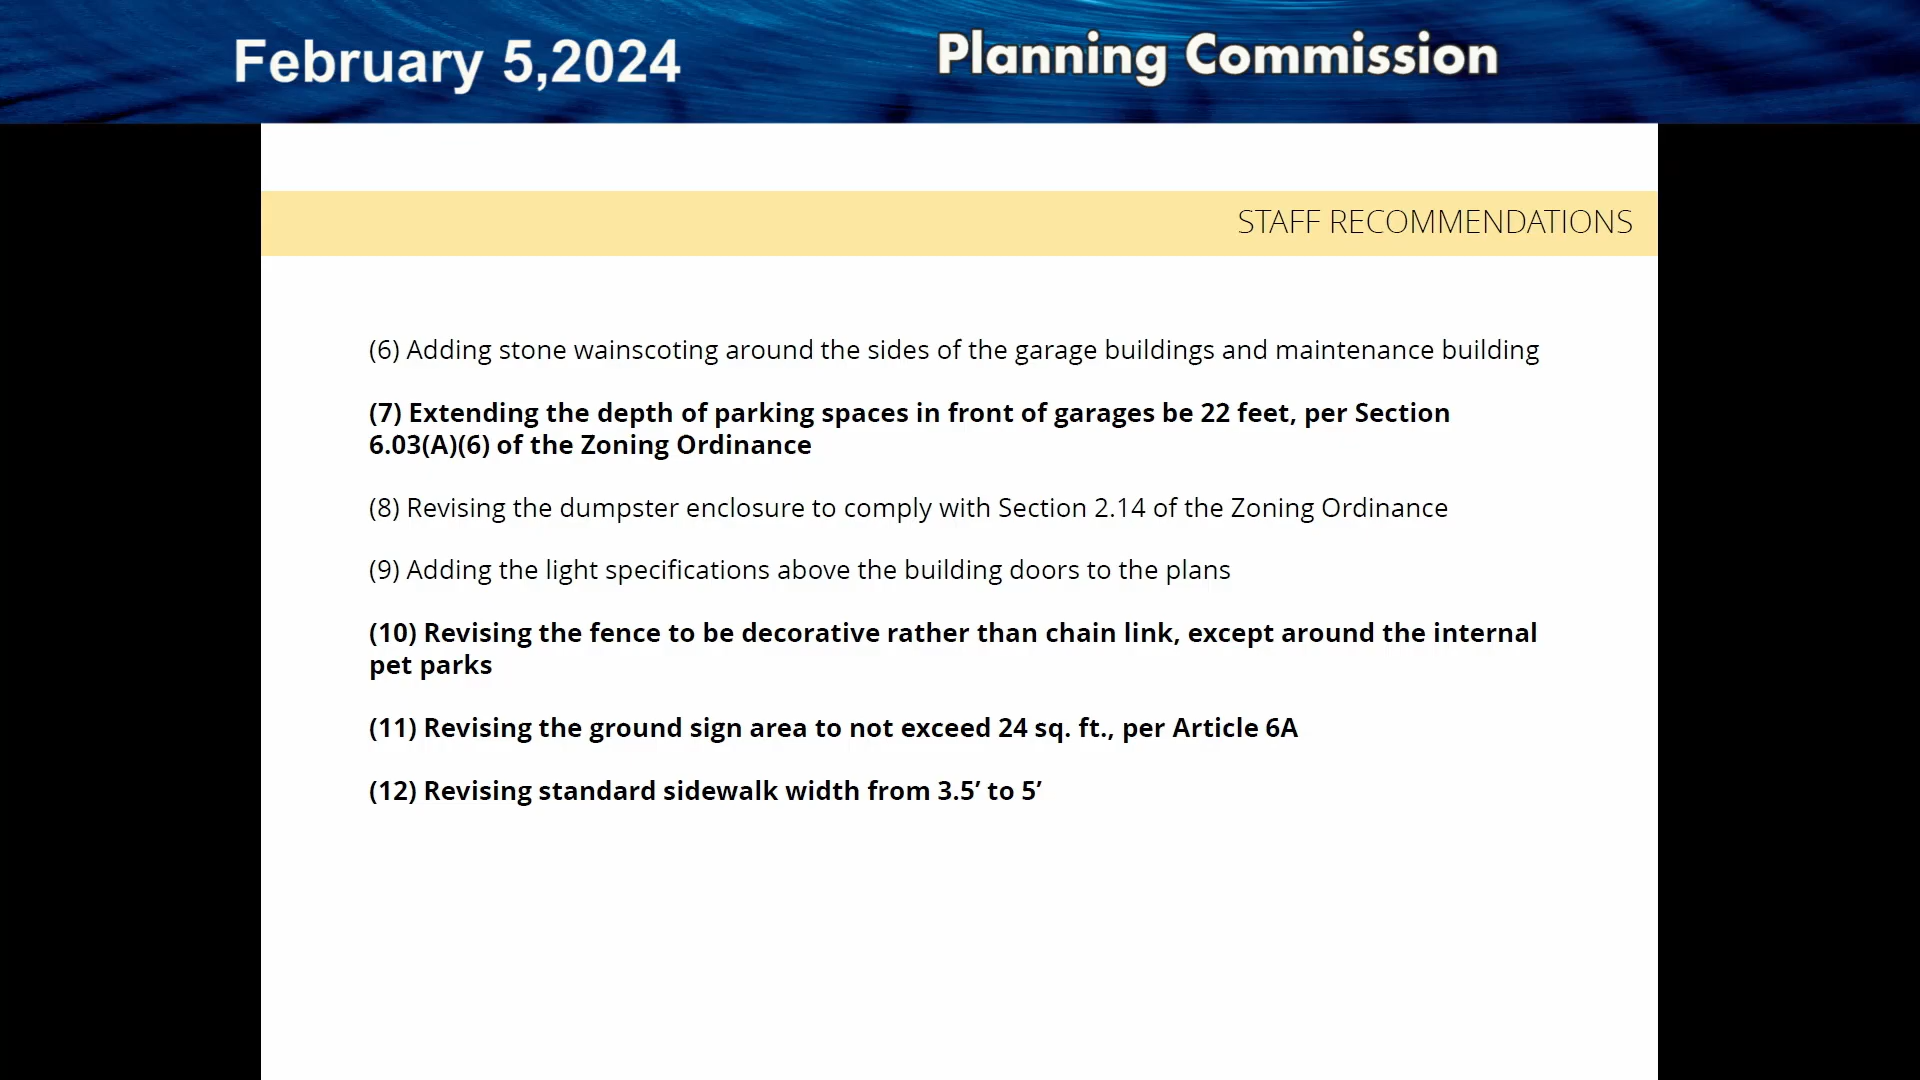 February 5,2024
Planning Commission
STAFF RECOMMENDATIONS
(6) Adding stone wainscoting around the sides of the garage buildings and maintenance building
(7) Extending the depth of parking spaces in front of garages be 22 feet, per Section
6.03(A)(6) of the Zoning Ordinance
(8) Revising the dumpster enclosure to comply with Section 2.14 of the Zoning Ordinance
(9) Adding the light specifications above the building doors to the plans
(10) Revising the fence to be decorative rather than chain link, except around the internal
pet parks
(11) Revising the ground sign area to not exceed 24 sq. ft., per Article 6A
(12) Revising standard sidewalk width from 3.5’ to 5’